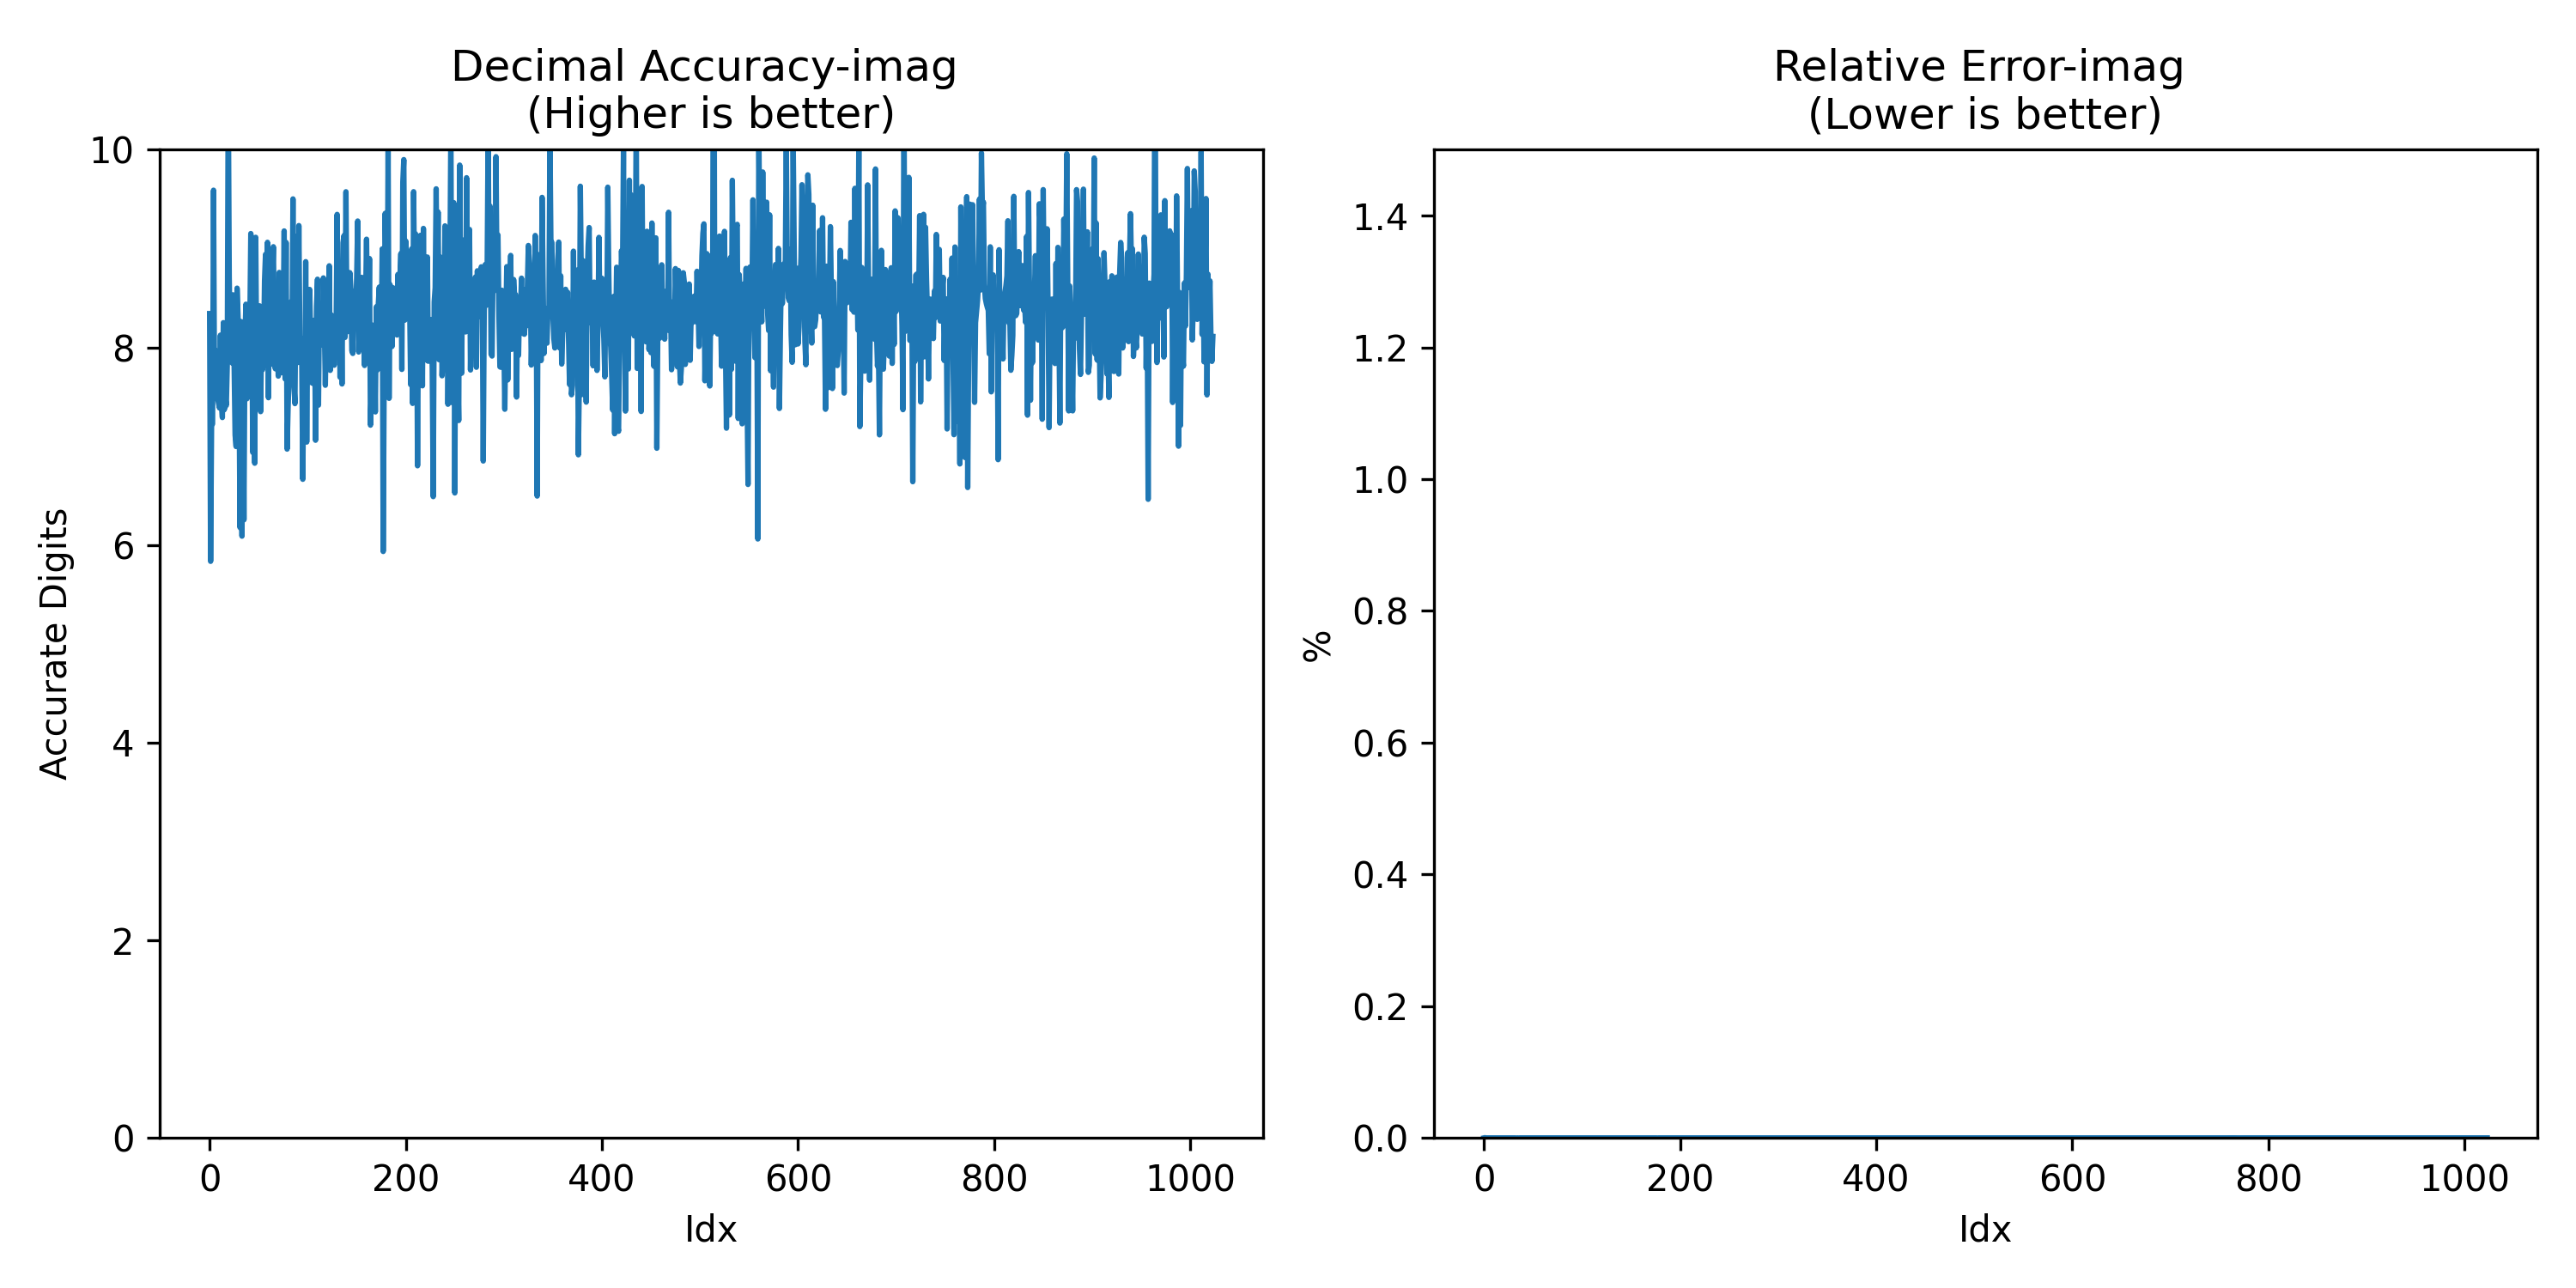 Decimal Accuracy-imag
(Higher is better)
10
8
6
4
2
0
Accurate Digits
0 200 400 600 800 1000
Idx
Relative Error-imag
(Lower is better)
1.4
1.2
1.0
0.8
0.6
0.4
0.2
0.0
%
0 200 400 600 800 1000
Idx